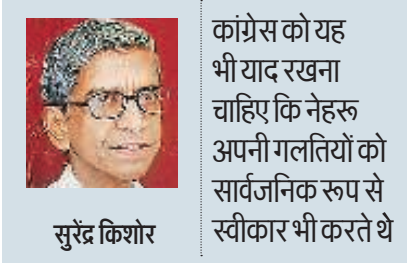 कांग्रेस को यह
भी याद रखना
चाहिए कि नेहरू
अपनी गलतियों को
सार्वजनिक रूप से
स्वीकार भी करते थे
सुरेंद्र किशोर